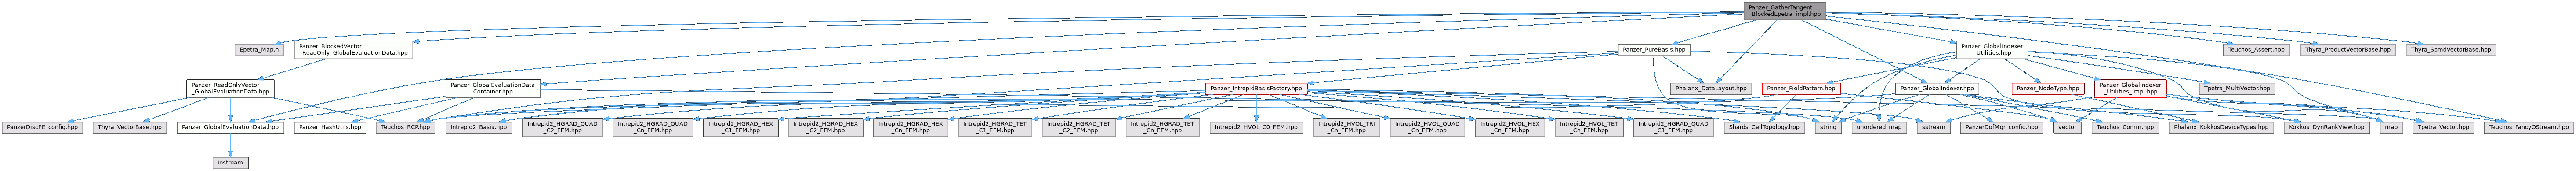 Panzer_GatherTangent
_BlockedEpetra_impl.hpp
Epetra_Map.h
Panzer_BlockedVector
_ReadOnly_GlobalEvaluationData.hpp
Panzer_PureBasis.hpp
Panzer_GlobalIndexer
_Utilities.hpp
Teuchos_Assert.hpp
Thyra_ProductVectorBase.hpp
Thyra_SpmdVectorBase.hpp
Panzer_ReadOnlyVector
_GlobalEvaluationData.hpp
Panzer_GlobalEvaluationData
Container.hpp
Panzer_IntrepidBasisFactory.hpp
Phalanx_DataLayout.hpp
Panzer_FieldPattern.hpp
Panzer_GlobalIndexer.hpp
Panzer_NodeType.hpp
Panzer_GlobalIndexer
_Utilities_impl.hpp
Tpetra_MultiVector.hpp
PanzerDiscFE_config.hpp
Thyra_VectorBase.hpp
Panzer_GlobalEvaluationData.hpp
Panzer_HashUtils.hpp
Teuchos_RCP.hpp
Intrepid2_Basis.hpp
Intrepid2_HGRAD_QUAD
_C2_FEM.hpp
Intrepid2_HGRAD_QUAD
_Cn_FEM.hpp
Intrepid2_HGRAD_HEX
_C1_FEM.hpp
Intrepid2_HGRAD_HEX
_C2_FEM.hpp
Intrepid2_HGRAD_HEX
_Cn_FEM.hpp
Intrepid2_HGRAD_TET
_C1_FEM.hpp
Intrepid2_HGRAD_TET
_C2_FEM.hpp
Intrepid2_HGRAD_TET
_Cn_FEM.hpp
Intrepid2_HVOL_C0_FEM.hpp
Intrepid2_HVOL_TRI
_Cn_FEM.hpp
Intrepid2_HVOL_QUAD
_Cn_FEM.hpp
Intrepid2_HVOL_HEX
_Cn_FEM.hpp
Intrepid2_HVOL_TET
_Cn_FEM.hpp
Intrepid2_HGRAD_QUAD
_C1_FEM.hpp
Shards_CellTopology.hpp
string
unordered_map
sstream
PanzerDofMgr_config.hpp
vector
Teuchos_Comm.hpp
Phalanx_KokkosDeviceTypes.hpp
Kokkos_DynRankView.hpp
map
Tpetra_Vector.hpp
Teuchos_FancyOStream.hpp
iostream